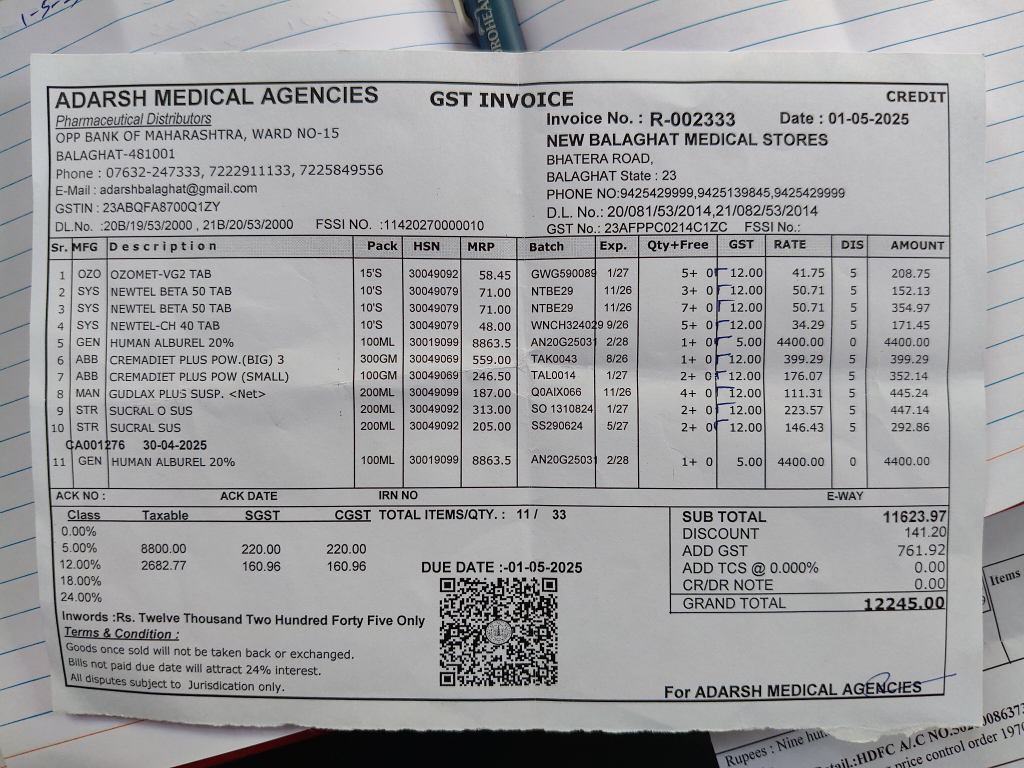 1-5-
ADARSH MEDICAL AGENCIES GST INVOICE CREDIT
Pharmaceutical Distributors
OPP BANK OF MAHARASHTRA, WARD NO-15
BALAGHAT-481001
Phone : 07632-247333, 7222911133, 7225849556
E-Mail : adarshbalaghat@gmail.com
GSTIN : 23ABQFA8700Q1ZY
DL.No. :20B/19/53/2000 , 21B/20/53/2000 FSSI NO. :11420270000010
Invoice No. : R-002333 Date : 01-05-2025
NEW BALAGHAT MEDICAL STORES
BHATERA ROAD,
BALAGHAT State : 23
PHONE NO:9425429999,9425139845,9425429999
D.L. No.: 20/081/53/2014,21/082/53/2014
GST No.: 23AFPPC0214C1ZC FSSI No.:
Sr. MFG Description Pack HSN MRP Batch Exp. Qty+Free GST RATE DIS AMOUNT
1 OZO OZOMET-VG2 TAB 15'S 30049092 58.45 GWG590089 1/27 5+ 0 12.00 41.75 5 208.75
2 SYS NEWTEL BETA 50 TAB 10'S 30049079 71.00 NTBE29 11/26 3+ 0 12.00 50.71 5 152.13
3 SYS NEWTEL BETA 50 TAB 10'S 30049079 71.00 NTBE29 11/26 7+ 0 12.00 50.71 5 354.97
4 SYS NEWTEL-CH 40 TAB 10'S 30049079 48.00 WNCH324029 9/26 5+ 0 12.00 34.29 5 171.45
5 GEN HUMAN ALBUREL 20% 100ML 30019099 8863.5 AN20G25031 2/28 1+ 0 5.00 4400.00 0 4400.00
6 ABB CREMADIET PLUS POW.(BIG) 3 300GM 30049069 559.00 TAK0043 8/26 1+ 0 12.00 399.29 5 399.29
7 ABB CREMADIET PLUS POW (SMALL) 100GM 30049069 246.50 TAL0014 1/27 2+ 0 12.00 176.07 5 352.14
8 MAN GUDLAX PLUS SUSP. <Net> 200ML 30049099 187.00 Q0AIX066 11/26 4+ 0 12.00 111.31 5 445.24
9 STR SUCRAL O SUS 200ML 30049092 313.00 SO 1310824 1/27 2+ 0 12.00 223.57 5 447.14
10 STR SUCRAL SUS 200ML 30049092 205.00 SS290624 5/27 2+ 0 12.00 146.43 5 292.86
CA001276 30-04-2025
11 GEN HUMAN ALBUREL 20% 100ML 30019099 8863.5 AN20G25031 2/28 1+ 0 5.00 4400.00 0 4400.00
ACK NO : ACK DATE IRN NO E-WAY
Class Taxable SGST CGST TOTAL ITEMS/QTY. : 11 / 33
0.00%
5.00% 8800.00 220.00 220.00
12.00% 2682.77 160.96 160.96
18.00%
24.00%
DUE DATE :-01-05-2025
SUB TOTAL 11623.97
DISCOUNT 141.20
ADD GST 761.92
ADD TCS @ 0.000% 0.00
CR/DR NOTE 0.00
GRAND TOTAL 12245.00
Inwords :Rs. Twelve Thousand Two Hundred Forty Five Only
Terms & Condition :
Goods once sold will not be taken back or exchanged.
Bills not paid due date will attract 24% interest.
All disputes subject to Jurisdication only.
For ADARSH MEDICAL AGENCIES
Items
Rupees : Nine
HDFC A/C NO.
price control order